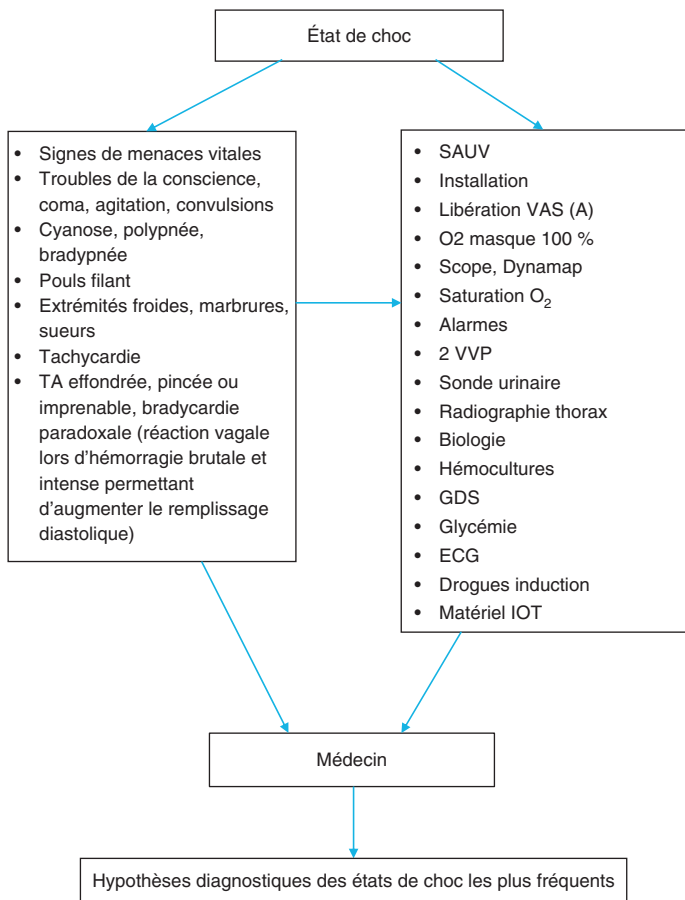 État de choc
• Signes de menaces vitales
• Troubles de la conscience,
coma, agitation, convulsions
• Cyanose, polypnée,
bradypnée
• Pouls filant
• Extrémités froides, marbrures,
sueurs
• Tachycardie
• TA effondrée, pincée ou
imprenable, bradycardie
paradoxale (réaction vagale
lors d'hémorragie brutale et
intense permettant
d'augmenter le remplissage
diastolique)
• SAUV
• Installation
• Libération VAS (A)
• O2 masque 100 %
• Scope, Dynamap
• Saturation O₂
• Alarmes
• 2 VVP
• Sonde urinaire
• Radiographie thorax
• Biologie
• Hémocultures
• GDS
• Glycémie
• ECG
• Drogues induction
• Matériel IOT
Médecin
Hypothèses diagnostiques des états de choc les plus fréquents